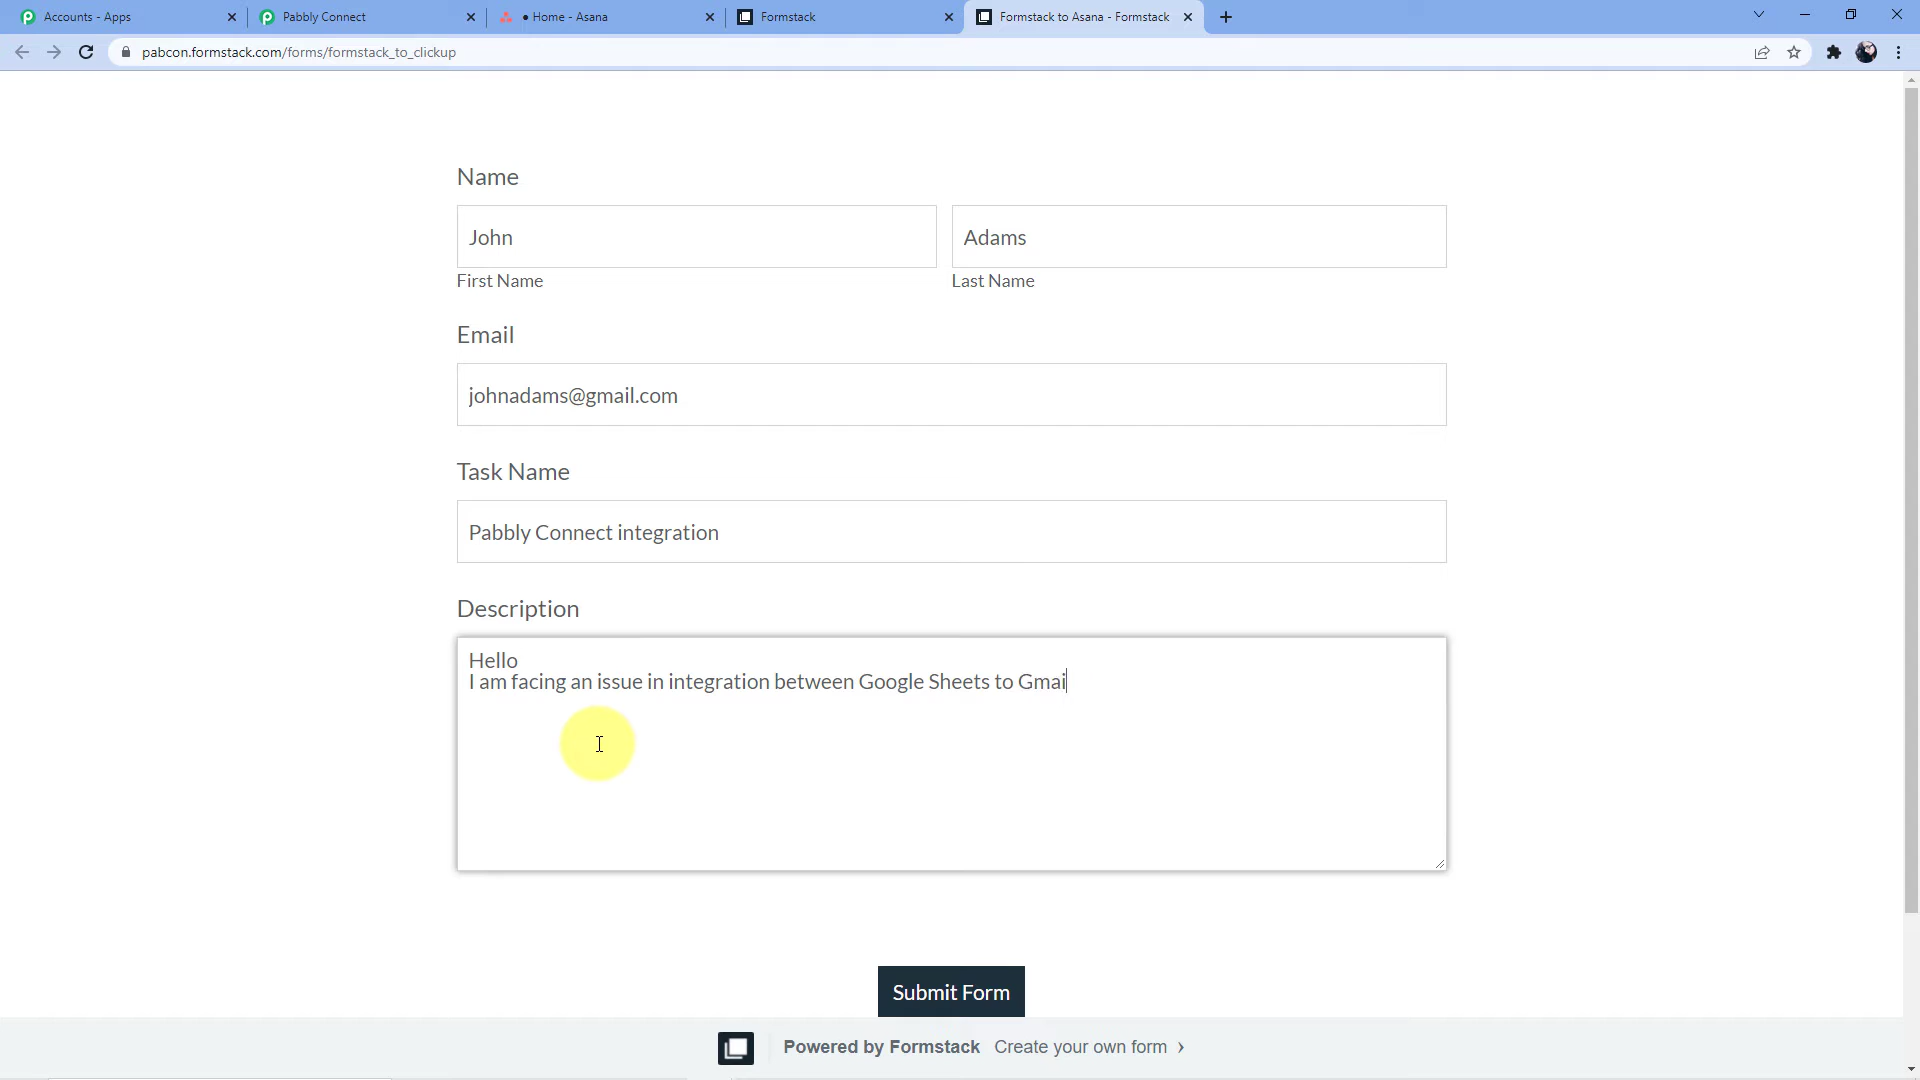 Accounts - Apps
Pabbly Connect
• Home - Asana
Formstack
Formstack to Asana - Formstack
pabcon.formstack.com/forms/formstack_to_clickup
Name
John
Adams
First Name
Last Name
Email
johnadams@gmail.com
Task Name
Pabbly Connect integration
Description
Hello
I am facing an issue in integration between Google Sheets to Gmai
Submit Form
Powered by Formstack Create your own form ›